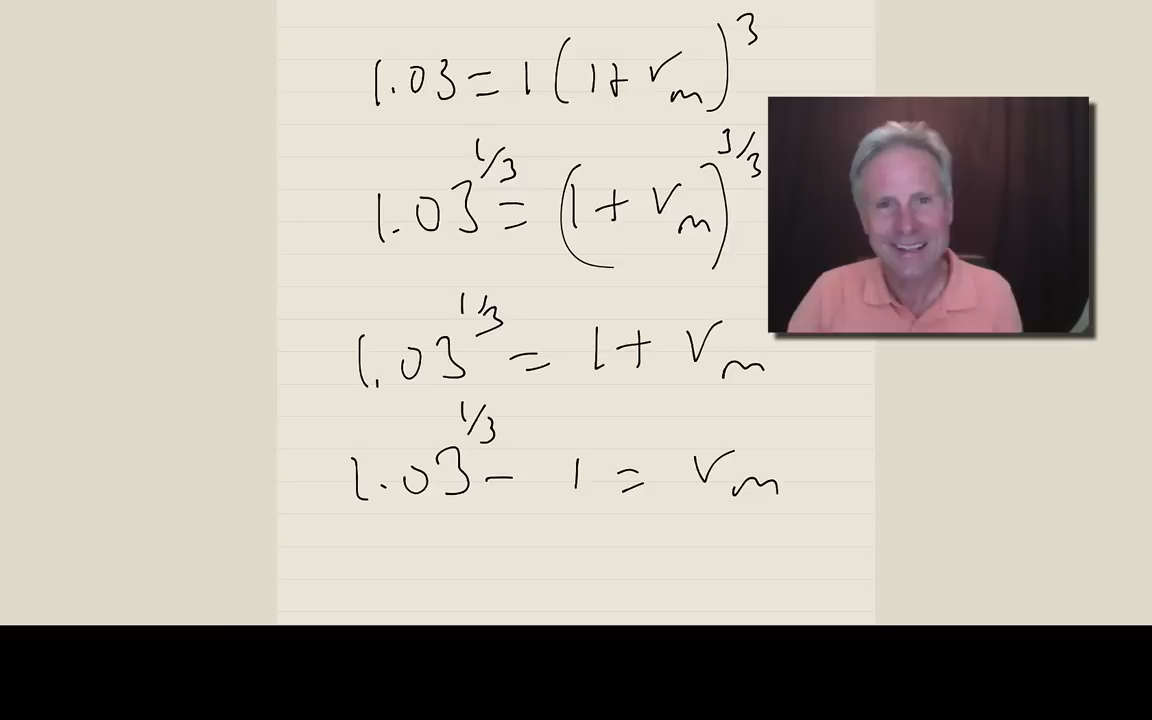 1.03 = 1 (1 + r_m)^3
1.03^{1/3} = (1 + r_m)^{3/3}
1.03^{1/3} = 1 + r_m
1.03^{1/3} - 1 = r_m